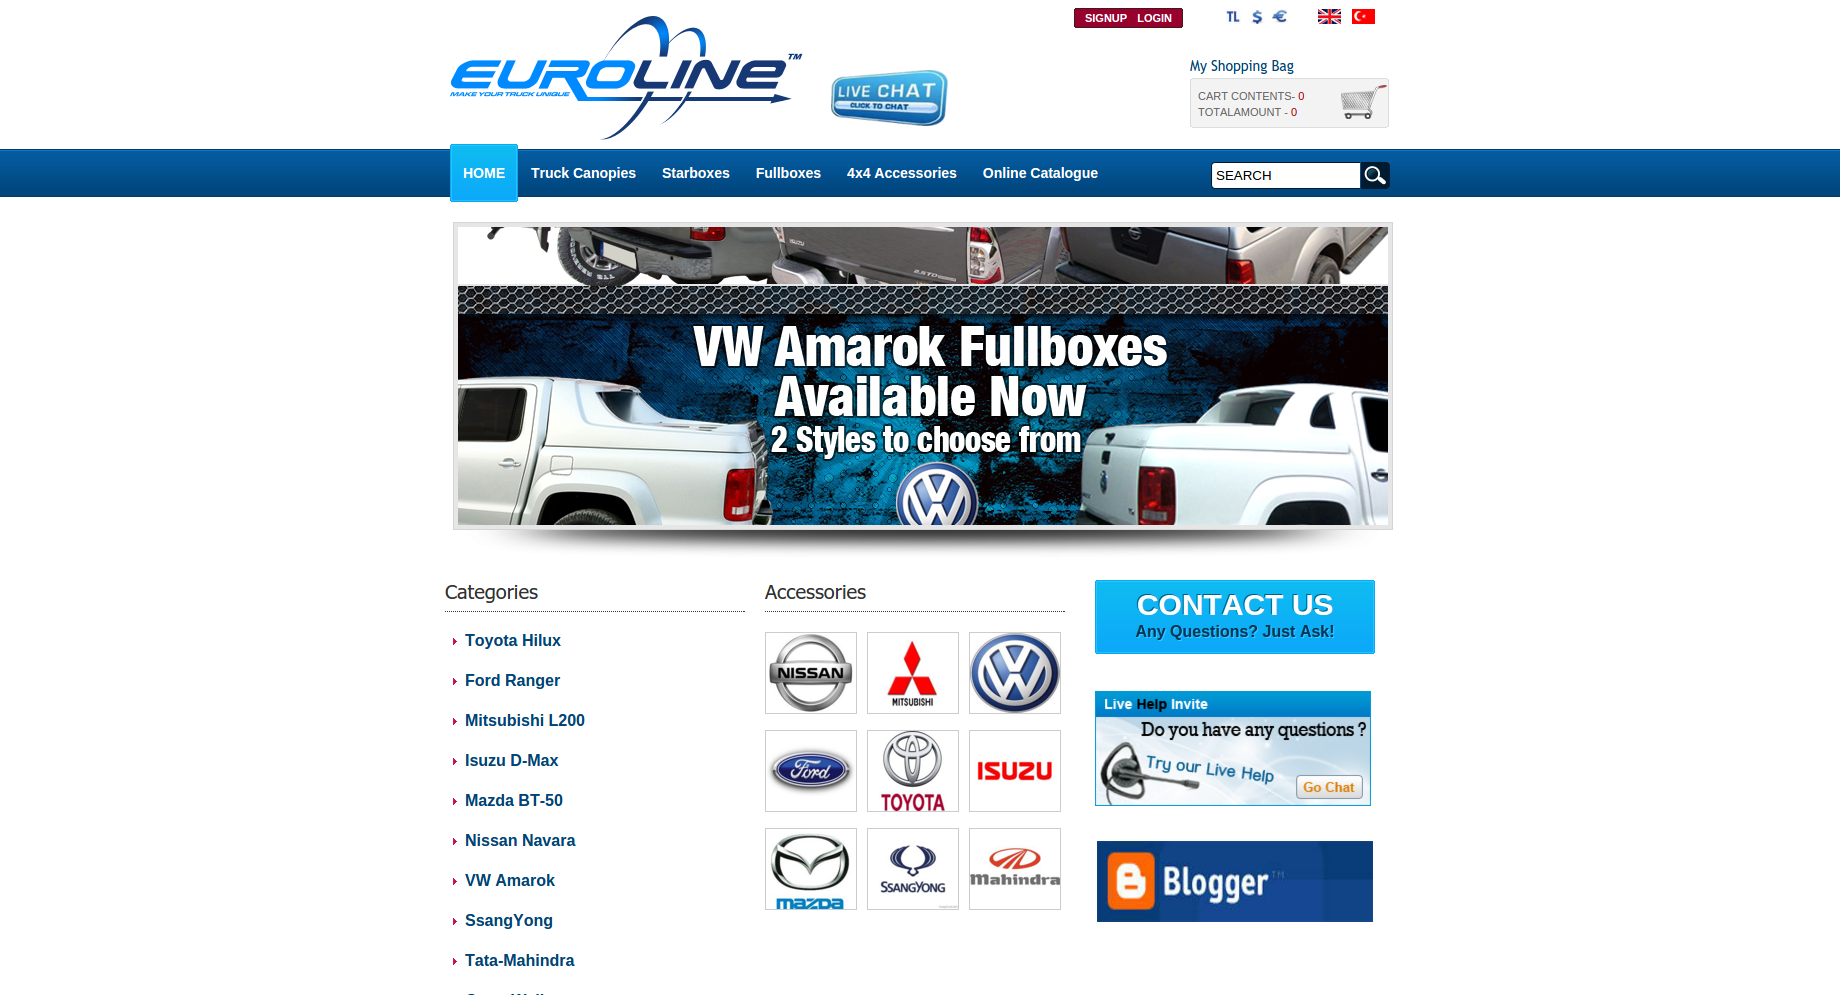 SIGNUP LOGIN
TL $ €
EUROLINE™
MAKE YOUR TRUCK UNIQUE
LIVE CHAT
CLICK TO CHAT
My Shopping Bag
CART CONTENTS- 0
TOTALAMOUNT - 0
HOME Truck Canopies Starboxes Fullboxes 4x4 Accessories Online Catalogue
SEARCH
ISUZU
VW Amarok Fullboxes
Available Now
2 Styles to choose from
Categories
Toyota Hilux
Ford Ranger
Mitsubishi L200
Isuzu D-Max
Mazda BT-50
Nissan Navara
VW Amarok
SsangYong
Tata-Mahindra
Accessories
NISSAN
MITSUBISHI
VW
Ford
TOYOTA
ISUZU
mazda
SSANGYONG
Mahindra
CONTACT US
Any Questions? Just Ask!
Live Help Invite
Do you have any questions ?
Try our Live Help
Go Chat
Blogger™